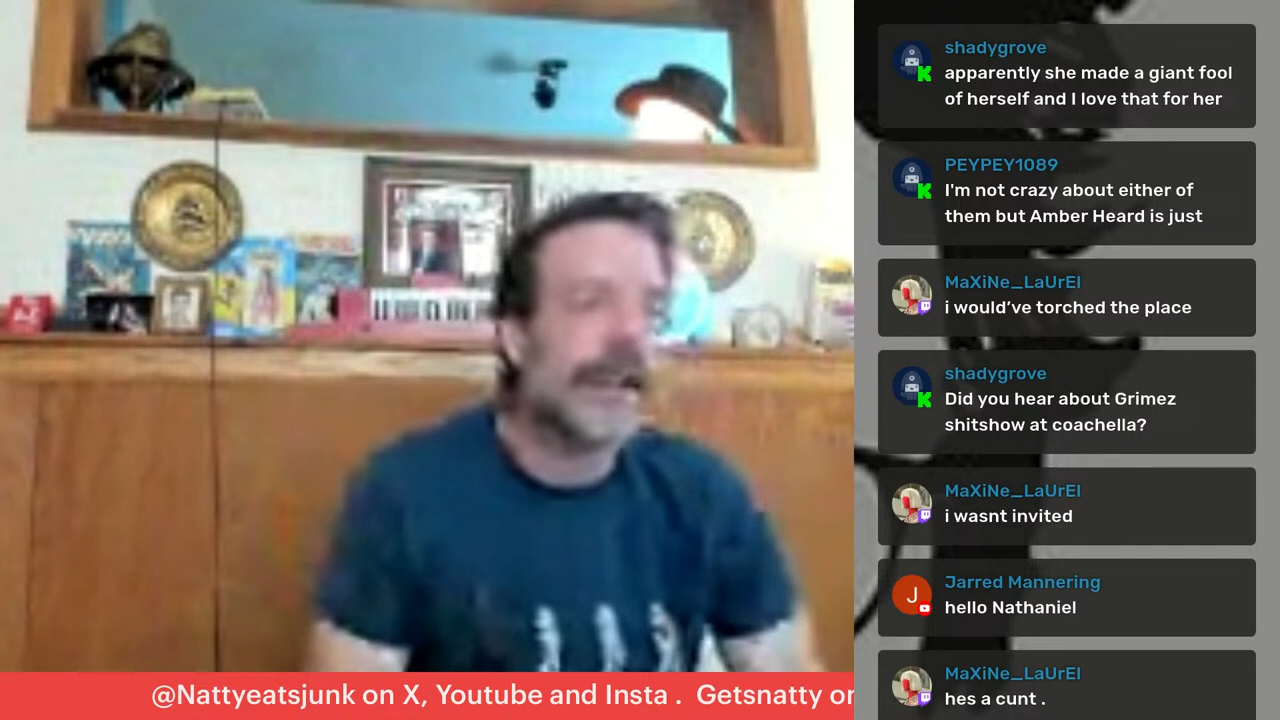 shadygrove
apparently she made a giant fool
of herself and I love that for her
PEYPEY1089
I'm not crazy about either of
them but Amber Heard is just
MaXiNe_LaUrEl
i would’ve torched the place
shadygrove
Did you hear about Grimez
shitshow at coachella?
MaXiNe_LaUrEl
i wasnt invited
Jarred Mannering
J
hello Nathaniel
MaXiNe_LaUrEl
hes a cunt .
@Nattyeatsjunk on X, Youtube and Insta . Getsnatty or